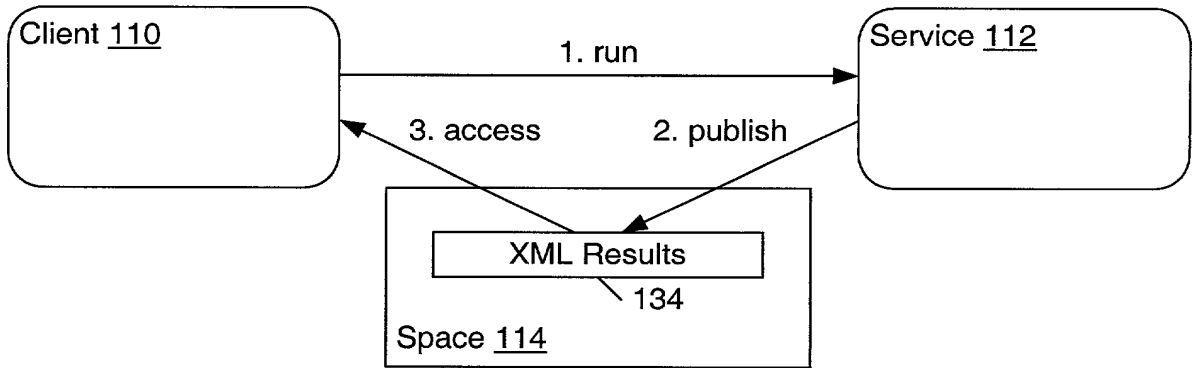 Client 110
Service 112
1. run
3. access
2. publish
XML Results
134
Space 114